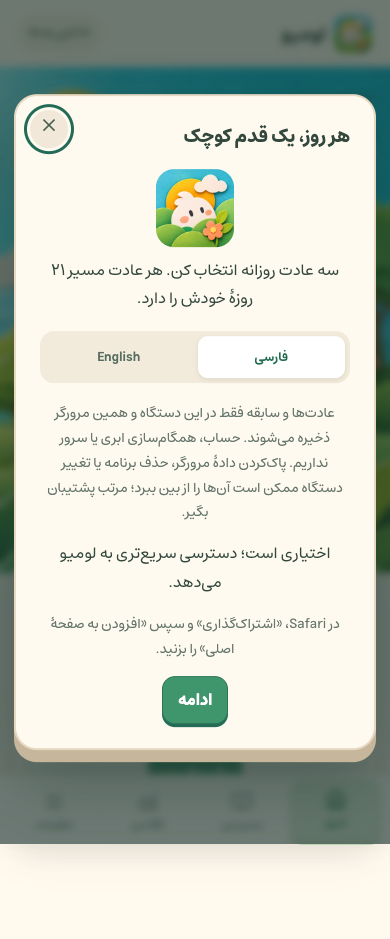 هر روز، یک قدم کوچک
سه عادت روزانه انتخاب کن. هر عادت مسیر ۲۱
روزهٔ خودش را دارد.
فارسی
English
عادت‌ها و سابقه فقط در این دستگاه و همین مرورگر
ذخیره می‌شوند. حساب، همگام‌سازی ابری یا سرور
نداریم. پاک‌کردن دادهٔ مرورگر، حذف برنامه یا تغییر
دستگاه ممکن است آن‌ها را از بین ببرد؛ مرتب پشتیبان
بگیر.
اختیاری است؛ دسترسی سریع‌تری به لومیو
می‌دهد.
در Safari، «اشتراک‌گذاری» و سپس «افزودن به صفحهٔ
اصلی» را بزنید.
ادامه